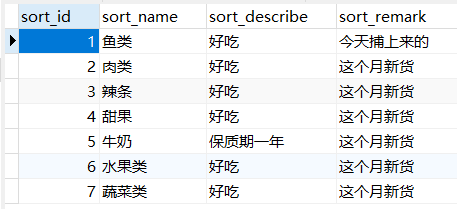 sort_id sort_name sort_describe sort_remark
1 鱼类 好吃 今天捕上来的
2 肉类 好吃 这个月新货
3 辣条 好吃 这个月新货
4 甜果 好吃 这个月新货
5 牛奶 保质期一年 这个月新货
6 水果类 好吃 这个月新货
7 蔬菜类 好吃 这个月新货